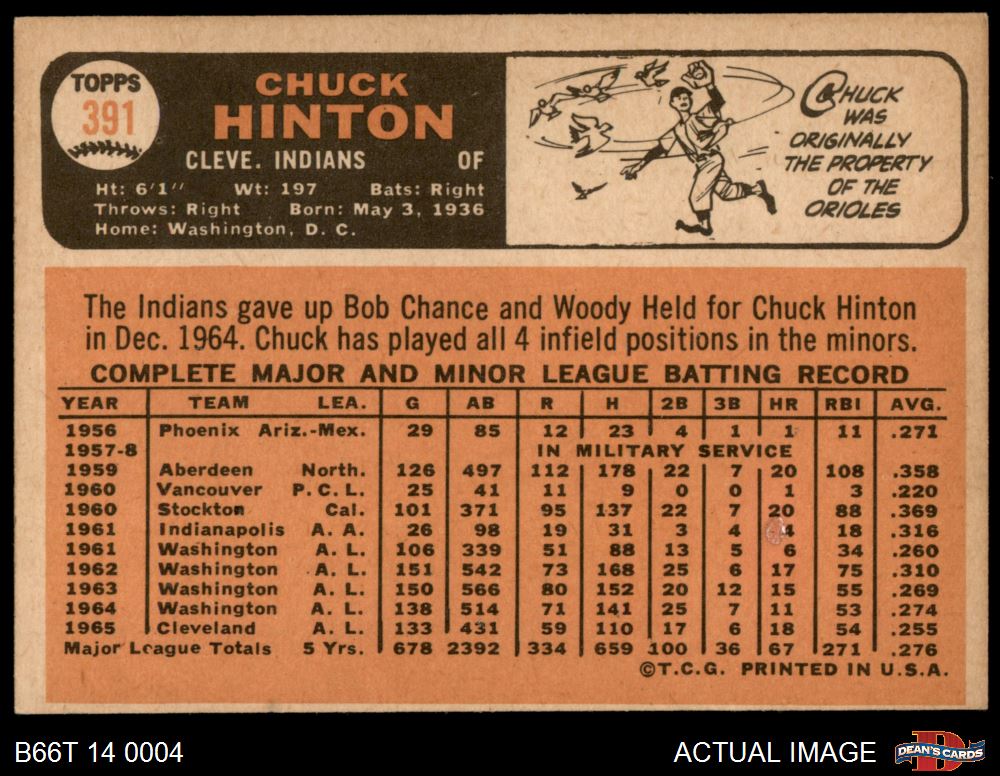 TOPPS
391
CHUCK
HINTON
CLEVE. INDIANS OF
Ht: 6'1" Wt: 197 Bats: Right
Throws: Right Born: May 3, 1936
Home: Washington, D. C.
CHUCK
WAS
ORIGINALLY
THE PROPERTY
OF THE
ORIOLES
The Indians gave up Bob Chance and Woody Held for Chuck Hinton
in Dec. 1964. Chuck has played all 4 infield positions in the minors.
COMPLETE MAJOR AND MINOR LEAGUE BATTING RECORD
YEAR TEAM LEA. G AB R H 2B 3B HR RBI AVG.
1956 Phoenix Ariz.-Mex. 29 85 12 23 4 1 1 11 .271
1957-8 IN MILITARY SERVICE
1959 Aberdeen North. 126 497 112 178 22 7 20 108 .358
1960 Vancouver P.C.L. 25 41 11 9 0 0 1 3 .220
1960 Stockton Cal. 101 371 95 137 22 7 20 88 .369
1961 Indianapolis A. A. 26 98 19 31 3 4 4 18 .316
1961 Washington A. L. 106 339 51 88 13 5 6 34 .260
1962 Washington A. L. 151 542 73 168 25 6 17 75 .310
1963 Washington A. L. 150 566 80 152 20 12 15 55 .269
1964 Washington A. L. 138 514 71 141 25 7 11 53 .274
1965 Cleveland A. L. 133 431 59 110 17 6 18 54 .255
Major League Totals 5 Yrs. 678 2392 334 659 100 36 67 271 .276
©T.C.G. PRINTED IN U.S.A.
B66T 14 0004 ACTUAL IMAGE DEAN'S CARDS